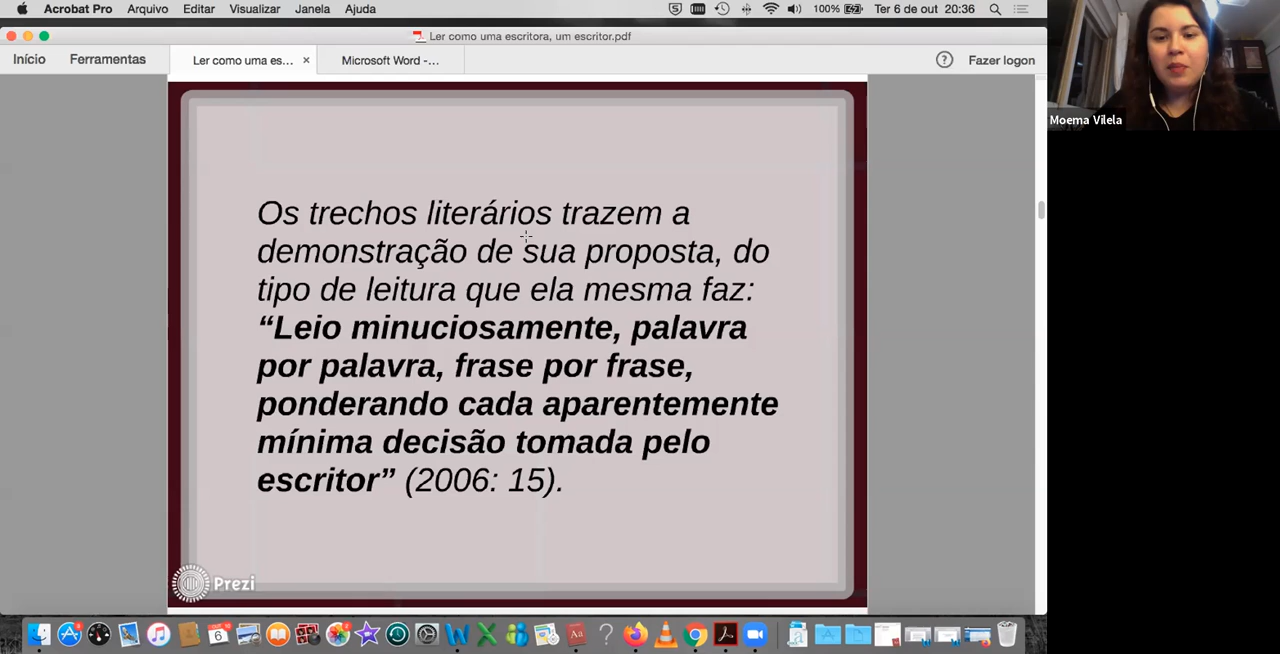 Acrobat Pro Arquivo Editar Visualizar Janela Ajuda 100% Ter 6 de out 20:36
Ler como uma escritora, um escritor.pdf
Início Ferramentas Ler como uma es... × Microsoft Word -... ? Fazer logon
Moema Vilela
Os trechos literários trazem a
demonstração de sua proposta, do
tipo de leitura que ela mesma faz:
“Leio minuciosamente, palavra
por palavra, frase por frase,
ponderando cada aparentemente
mínima decisão tomada pelo
escritor” (2006: 15).
Prezi
6